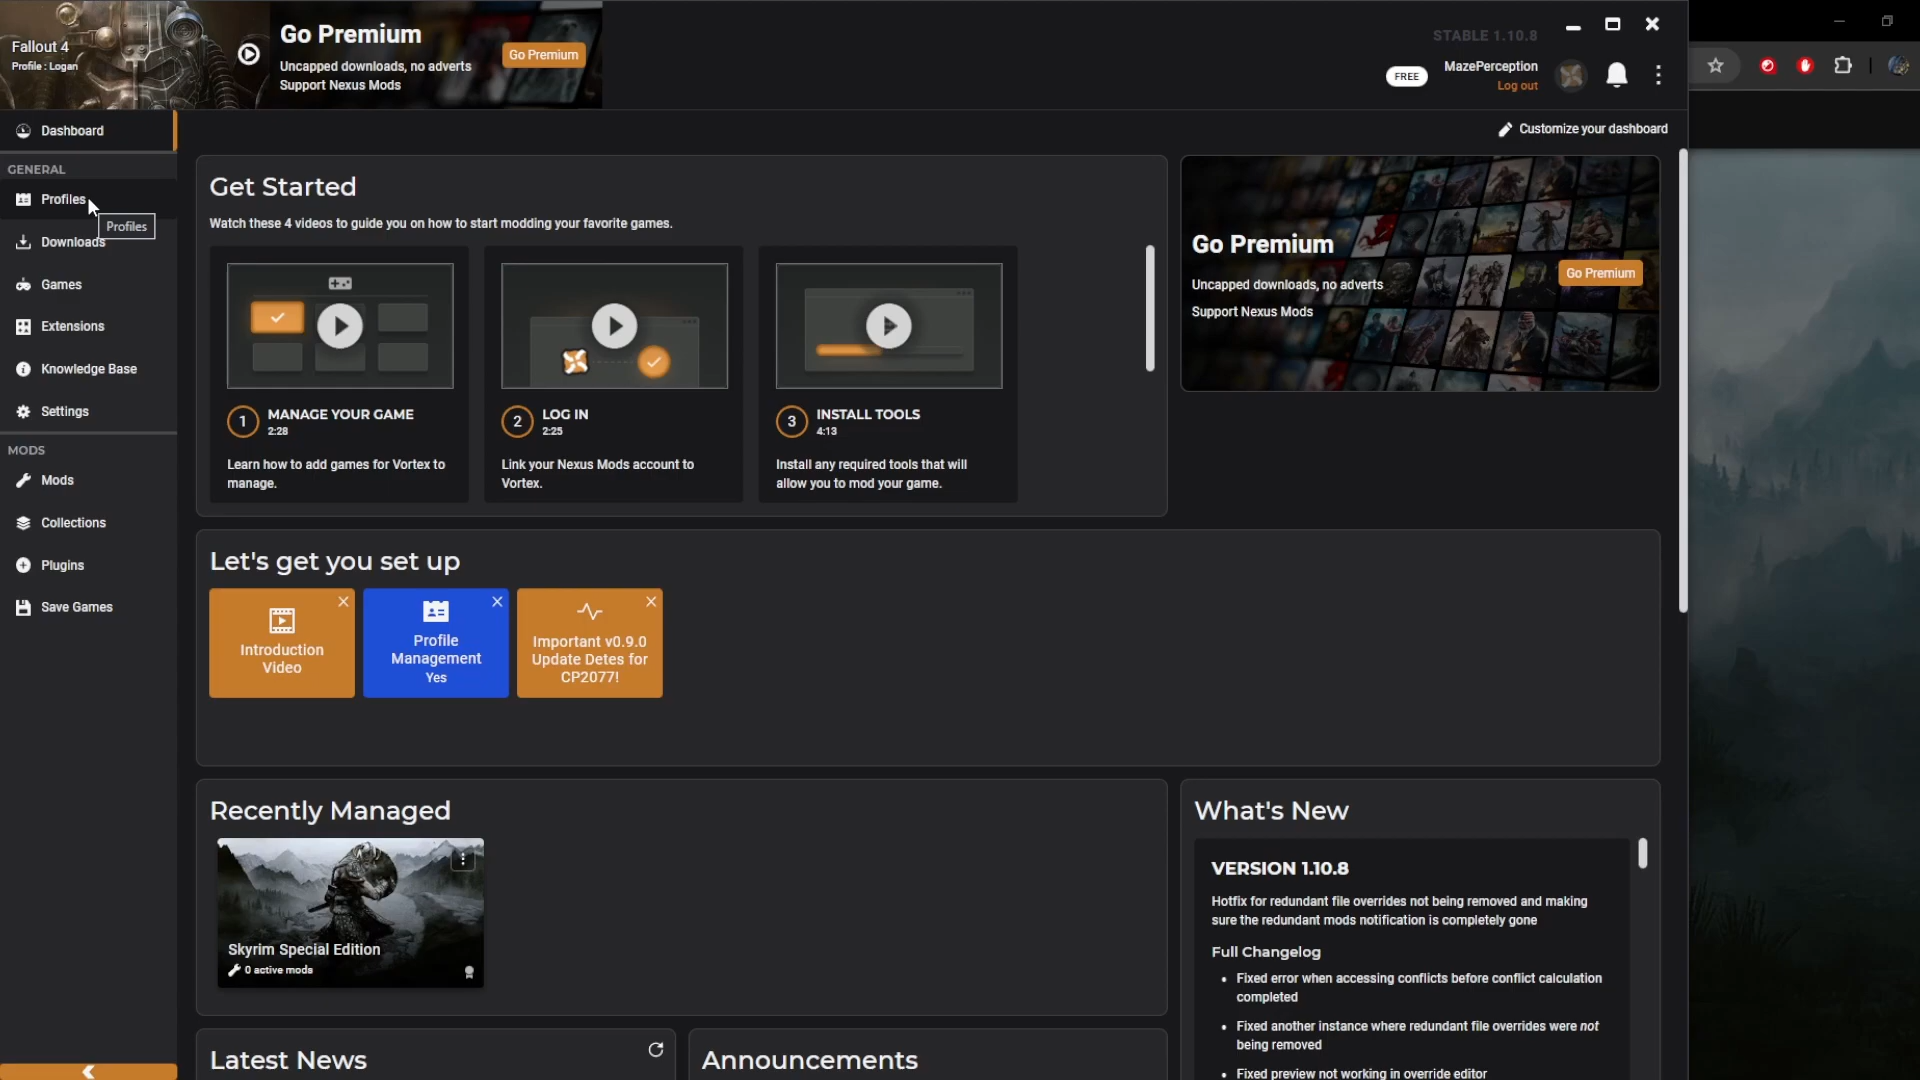 Fallout 4
Profile : Logan
Go Premium
Uncapped downloads, no adverts
Support Nexus Mods
Go Premium
STABLE 1.10.8
FREE
MazePerception
Log out
Dashboard
Customize your dashboard
GENERAL
Profiles
Profiles
Downloads
Games
Extensions
Knowledge Base
Settings
MODS
Mods
Collections
Plugins
Save Games
Get Started
Watch these 4 videos to guide you on how to start modding your favorite games.
1
MANAGE YOUR GAME
2:28
Learn how to add games for Vortex to
manage.
2
LOG IN
2:25
Link your Nexus Mods account to
Vortex.
3
INSTALL TOOLS
4:13
Install any required tools that will
allow you to mod your game.
Go Premium
Uncapped downloads, no adverts
Support Nexus Mods
Go Premium
Let's get you set up
Introduction
Video
Profile
Management
Yes
Important v0.9.0
Update Detes for
CP2077!
Recently Managed
Skyrim Special Edition
0 active mods
What's New
VERSION 1.10.8
Hotfix for redundant file overrides not being removed and making
sure the redundant mods notification is completely gone
Full Changelog
• Fixed error when accessing conflicts before conflict calculation
completed
• Fixed another instance where redundant file overrides were not
being removed
• Fixed preview not working in override editor
Latest News
Announcements